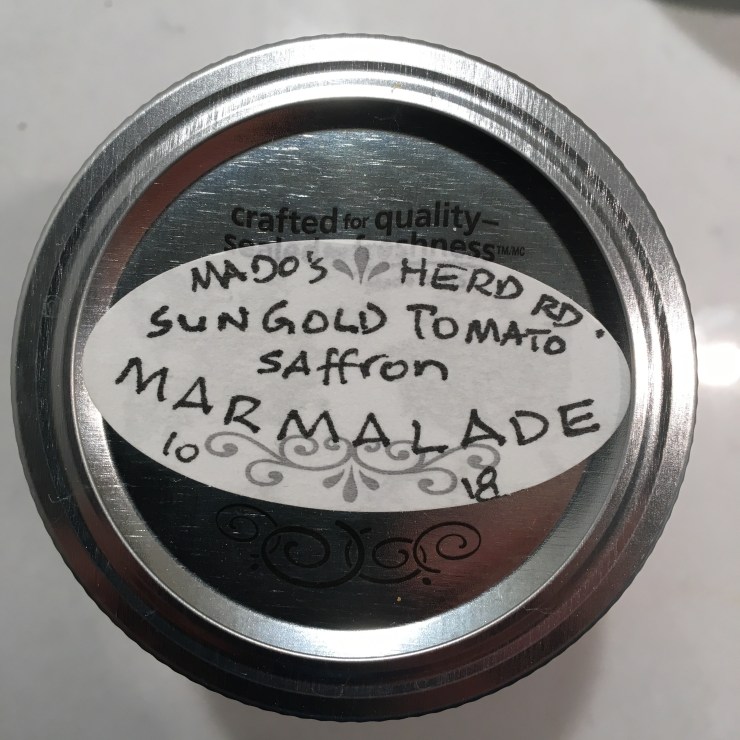 crafted for quality–
MADO'S HERD RD.
SUN GOLD TOMATO
SAffron
MARMALADE
10 18